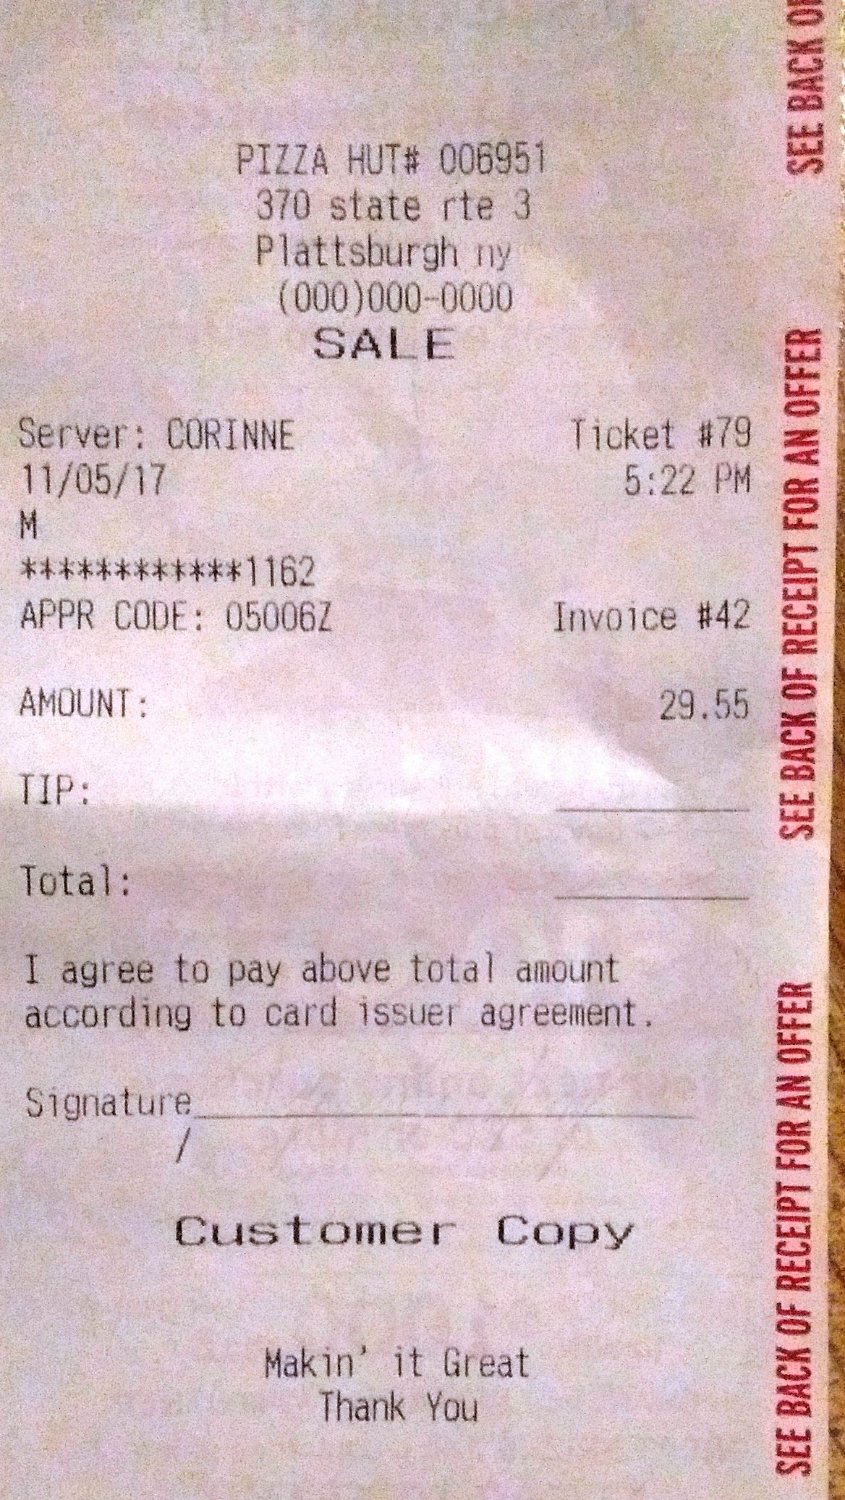 PIZZA HUT# 006951
370 state rte 3
Plattsburgh ny
(000)000-0000
SALE
Server: CORINNE Ticket #79
11/05/17 5:22 PM
M
************1162
APPR CODE: 05006Z Invoice #42
AMOUNT: 29.55
TIP:
Total:
I agree to pay above total amount
according to card issuer agreement.
Signature
/
Customer Copy
Makin' it Great
Thank You
SEE BACK OF
SEE BACK OF RECEIPT FOR AN OFFER
SEE BACK OF RECEIPT FOR AN OFFER